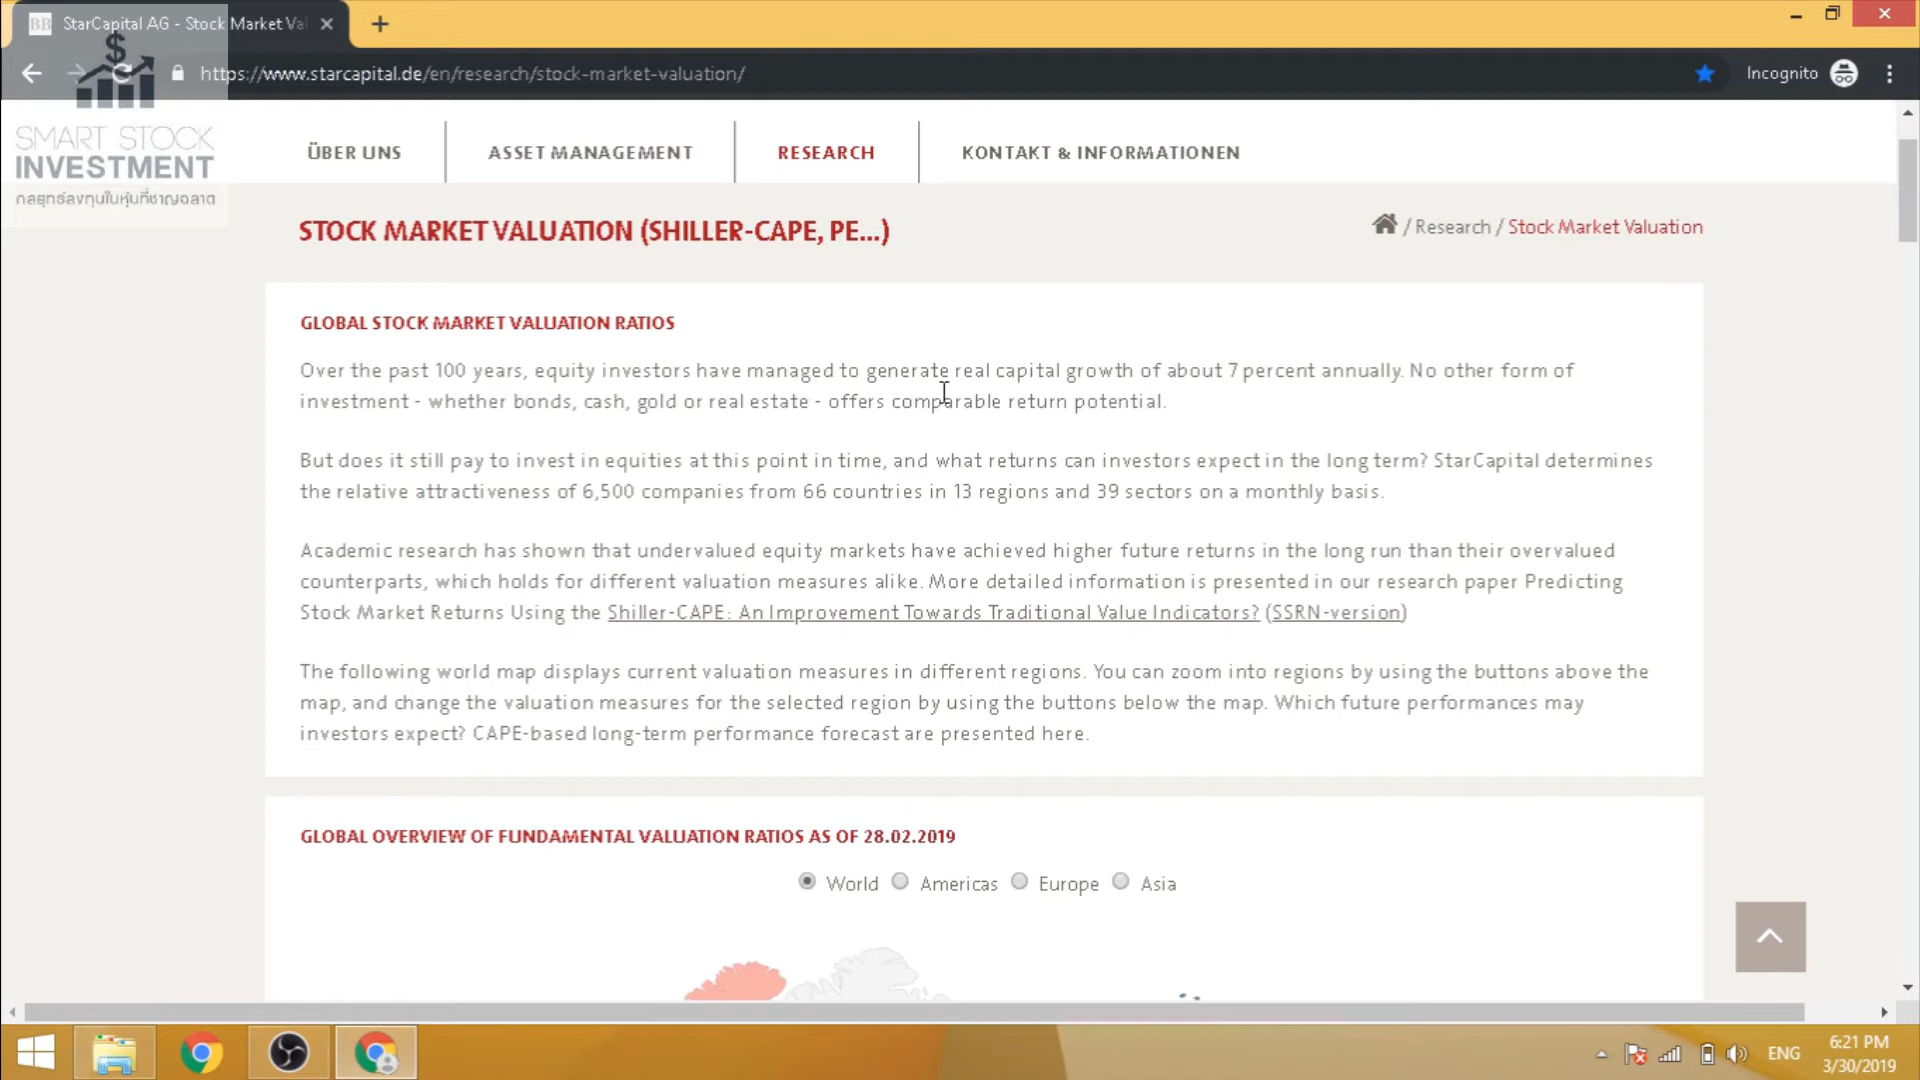 StarCapital AG - Stock Market Val
https://www.starcapital.de/en/research/stock-market-valuation/
Incognito
SMART STOCK
INVESTMENT
กลยุทธ์ลงทุนในหุ้นที่ชาญฉลาด
ÜBER UNS
ASSET MANAGEMENT
RESEARCH
KONTAKT & INFORMATIONEN
STOCK MARKET VALUATION (SHILLER-CAPE, PE...)
/ Research / Stock Market Valuation
GLOBAL STOCK MARKET VALUATION RATIOS
Over the past 100 years, equity investors have managed to generate real capital growth of about 7 percent annually. No other form of
investment - whether bonds, cash, gold or real estate - offers comparable return potential.
But does it still pay to invest in equities at this point in time, and what returns can investors expect in the long term? StarCapital determines
the relative attractiveness of 6,500 companies from 66 countries in 13 regions and 39 sectors on a monthly basis.
Academic research has shown that undervalued equity markets have achieved higher future returns in the long run than their overvalued
counterparts, which holds for different valuation measures alike. More detailed information is presented in our research paper Predicting
Stock Market Returns Using the Shiller-CAPE: An Improvement Towards Traditional Value Indicators? (SSRN-version)
The following world map displays current valuation measures in different regions. You can zoom into regions by using the buttons above the
map, and change the valuation measures for the selected region by using the buttons below the map. Which future performances may
investors expect? CAPE-based long-term performance forecast are presented here.
GLOBAL OVERVIEW OF FUNDAMENTAL VALUATION RATIOS AS OF 28.02.2019
World Americas Europe Asia
ENG
6:21 PM
3/30/2019